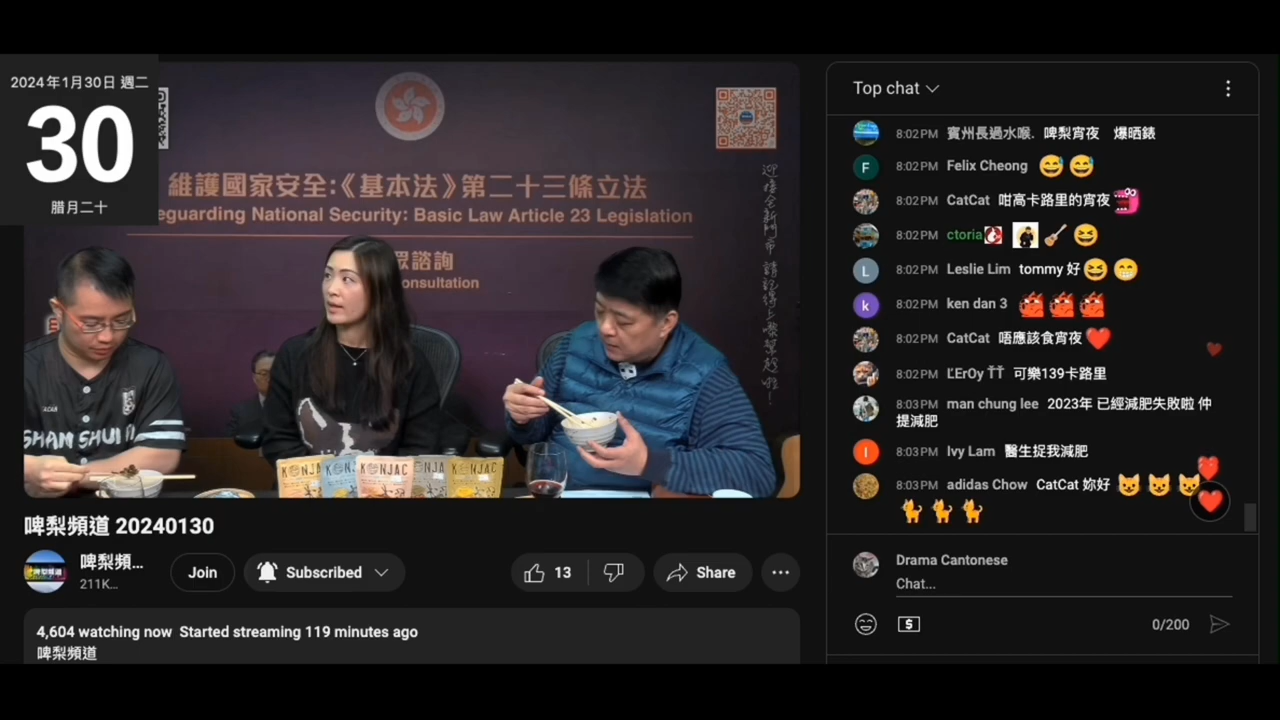 2024年1月30日 週二
30
腊月二十
維護國家安全:《基本法》第二十三條立法
eguarding National Security: Basic Law Article 23 Legislation
眾諮詢
onsultation
SHAM SHUI
KONJAC
啤梨頻道 20240130
啤梨頻...
211K...
Join
Subscribed
13
Share
4,604 watching now Started streaming 119 minutes ago
啤梨頻道
Top chat
8:02PM 賓州長過水喉. 啤梨宵夜 爆晒錶
F 8:02PM Felix Cheong 😅😅
8:02PM CatCat 咁高卡路里的宵夜
8:02PM ctoria 🎸😆
L 8:02PM Leslie Lim tommy 好😆😁
k 8:02PM ken dan 3
8:02PM CatCat 唔應該食宵夜❤️
8:02PM ĽErOy ŤŤ 可樂139卡路里
8:03PM man chung lee 2023年 已經減肥失敗啦 仲
提減肥
I 8:03PM Ivy Lam 醫生捉我減肥
8:03PM adidas Chow CatCat 妳好 😺😺😺
🐈🐈🐈
Drama Cantonese
Chat...
0/200